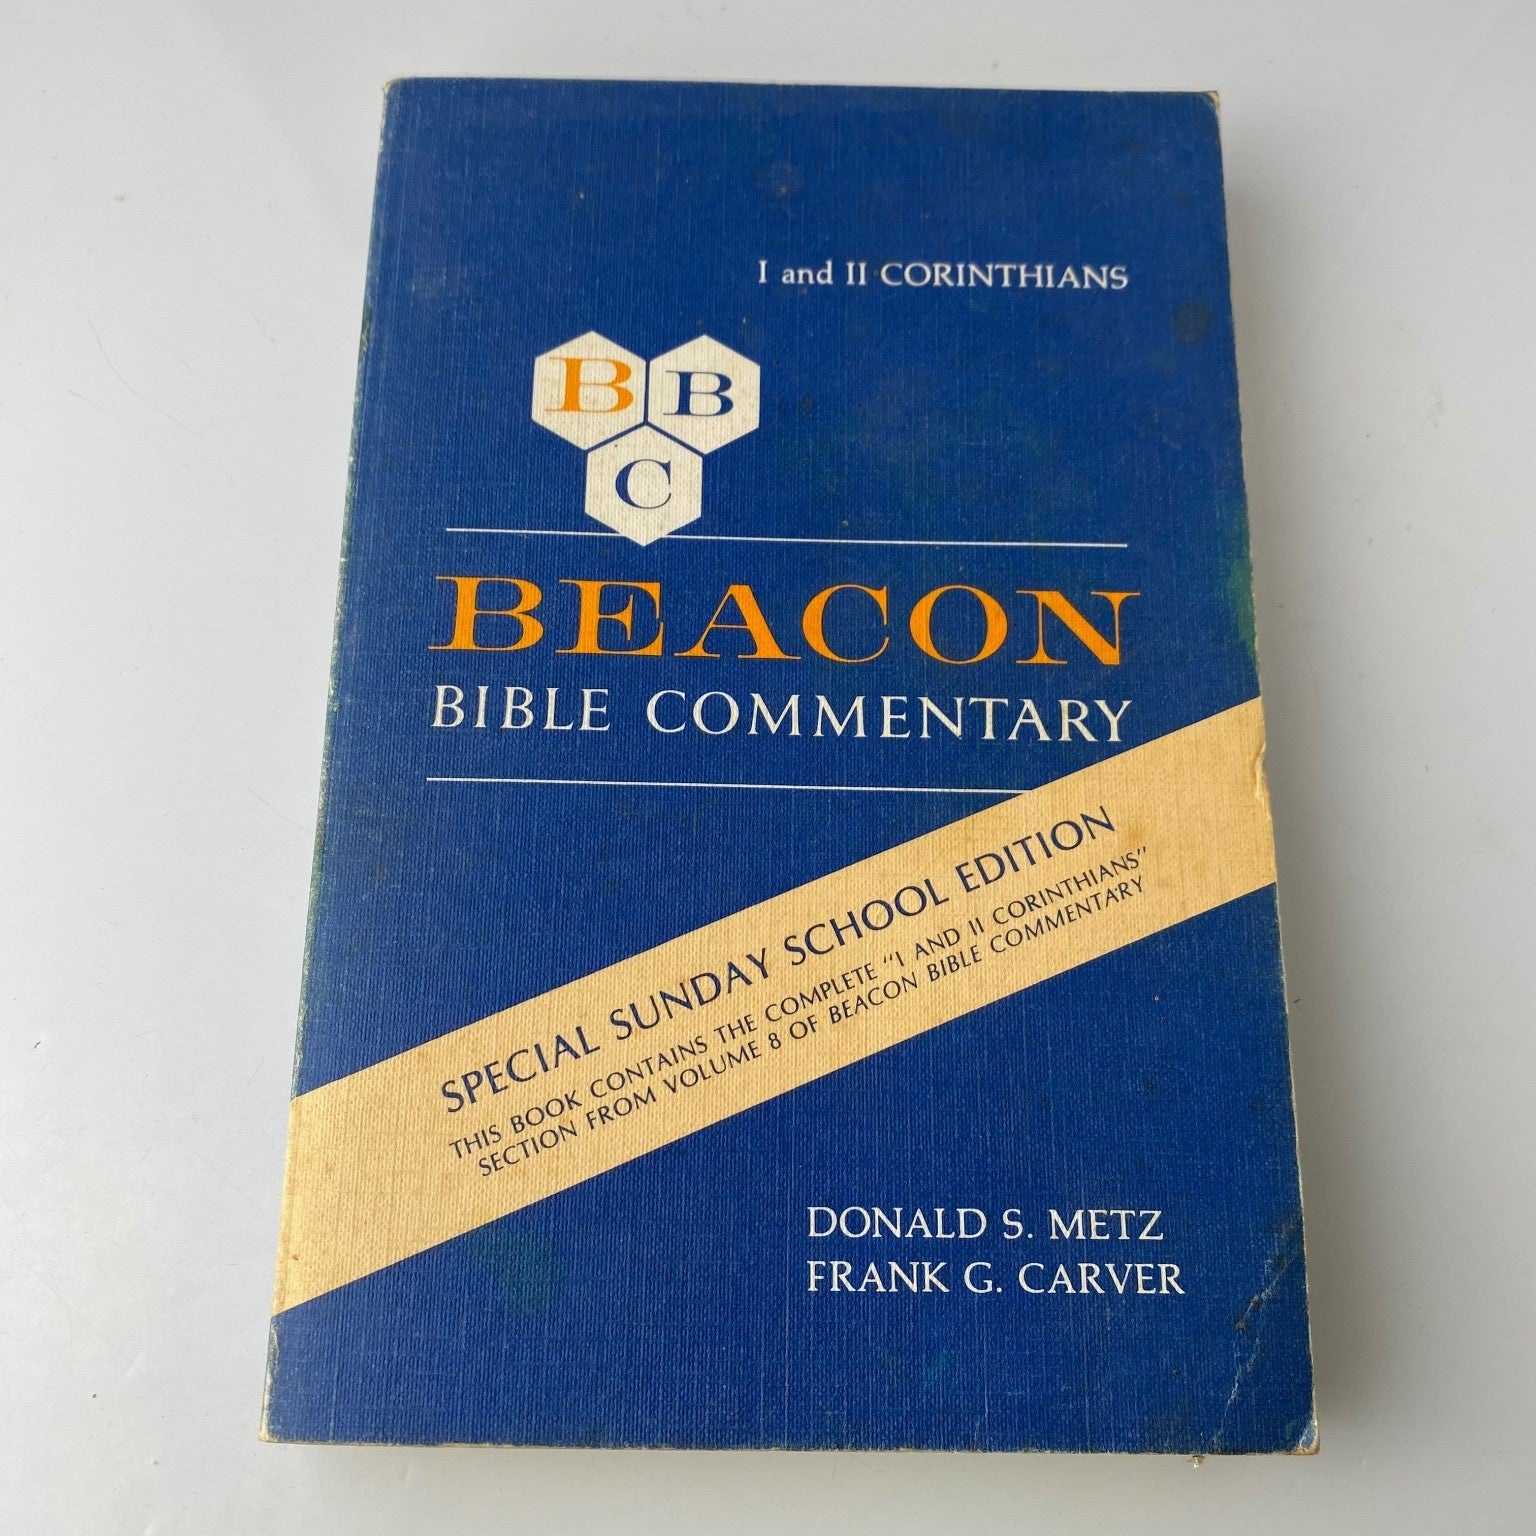 I and II CORINTHIANS
B B
C
BEACON
BIBLE COMMENTARY
SPECIAL SUNDAY SCHOOL EDITION
THIS BOOK CONTAINS THE COMPLETE "I AND II CORINTHIANS"
SECTION FROM VOLUME 8 OF BEACON BIBLE COMMENTARY
DONALD S. METZ
FRANK G. CARVER